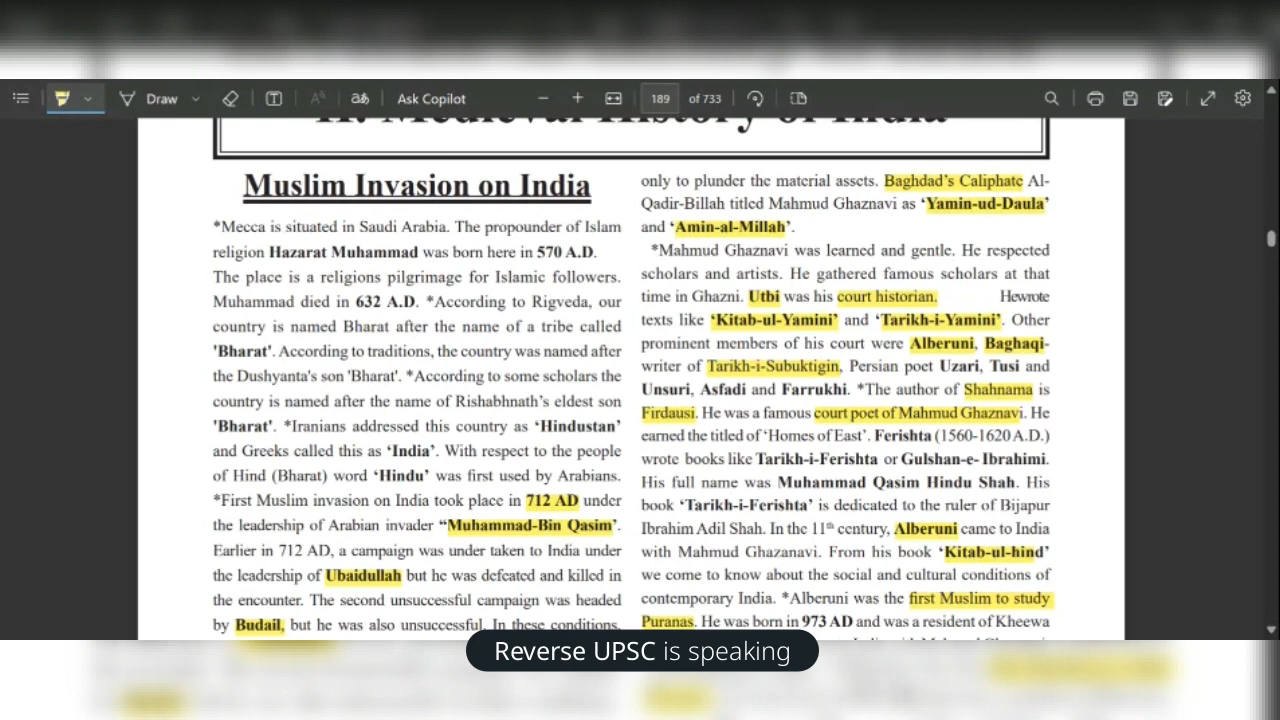 Draw
Ask Copilot
189 of 733
II. Medieval History of India
Muslim Invasion on India
*Mecca is situated in Saudi Arabia. The propounder of Islam
religion Hazarat Muhammad was born here in 570 A.D.
The place is a religions pilgrimage for Islamic followers.
Muhammad died in 632 A.D. *According to Rigveda, our
country is named Bharat after the name of a tribe called
'Bharat'. According to traditions, the country was named after
the Dushyanta's son 'Bharat'. *According to some scholars the
country is named after the name of Rishabhnath's eldest son
'Bharat'. *Iranians addressed this country as ‘Hindustan’
and Greeks called this as ‘India’. With respect to the people
of Hind (Bharat) word ‘Hindu’ was first used by Arabians.
*First Muslim invasion on India took place in 712 AD under
the leadership of Arabian invader “Muhammad-Bin Qasim’.
Earlier in 712 AD, a campaign was under taken to India under
the leadership of Ubaidullah but he was defeated and killed in
the encounter. The second unsuccessful campaign was headed
by Budail, but he was also unsuccessful. In these conditions,
only to plunder the material assets. Baghdad’s Caliphate Al-
Qadir-Billah titled Mahmud Ghaznavi as ‘Yamin-ud-Daula’
and ‘Amin-al-Millah’.
*Mahmud Ghaznavi was learned and gentle. He respected
scholars and artists. He gathered famous scholars at that
time in Ghazni. Utbi was his court historian. Hewrote
texts like ‘Kitab-ul-Yamini’ and ‘Tarikh-i-Yamini’. Other
prominent members of his court were Alberuni, Baghaqi-
writer of Tarikh-i-Subuktigin, Persian poet Uzari, Tusi and
Unsuri, Asfadi and Farrukhi. *The author of Shahnama is
Firdausi. He was a famous court poet of Mahmud Ghaznavi. He
earned the titled of ‘Homes of East’. Ferishta (1560-1620 A.D.)
wrote books like Tarikh-i-Ferishta or Gulshan-e- Ibrahimi.
His full name was Muhammad Qasim Hindu Shah. His
book ‘Tarikh-i-Ferishta’ is dedicated to the ruler of Bijapur
Ibrahim Adil Shah. In the 11th century, Alberuni came to India
with Mahmud Ghazanavi. From his book ‘Kitab-ul-hind’
we come to know about the social and cultural conditions of
contemporary India. *Alberuni was the first Muslim to study
Puranas. He was born in 973 AD and was a resident of Kheewa
Reverse UPSC is speaking